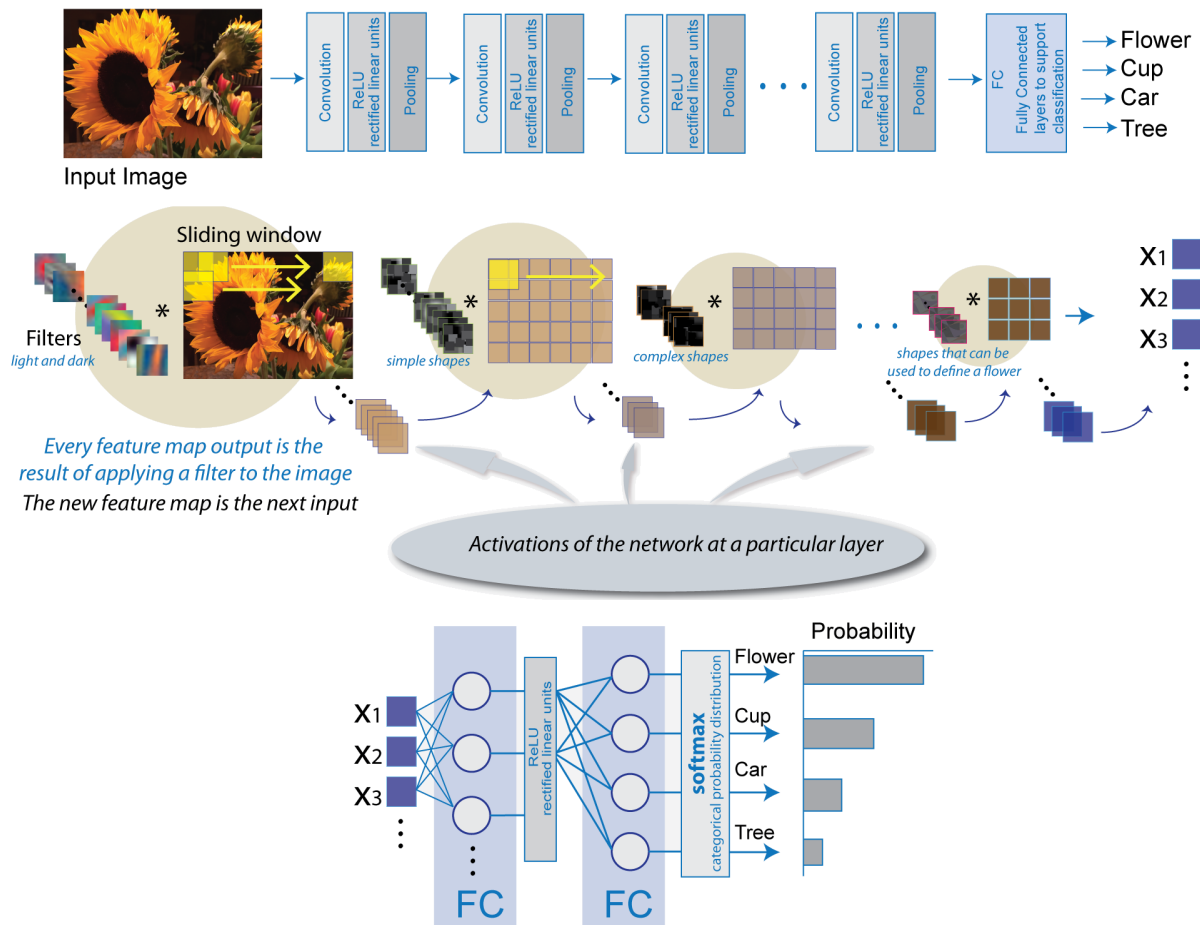 Convolution
ReLU
rectified linear units
Pooling
Convolution
ReLU
rectified linear units
Pooling
Convolution
ReLU
rectified linear units
Pooling
Convolution
ReLU
rectified linear units
Pooling
FC
Fully Connected
layers to support
classification
Flower
Cup
Car
Tree
Input Image
Sliding window
*
Filters
light and dark
*
simple shapes
*
complex shapes
*
shapes that can be
used to define a flower
X1
X2
X3
Every feature map output is the
result of applying a filter to the image
The new feature map is the next input
Activations of the network at a particular layer
X1
X2
X3
FC
ReLU
rectified linear units
FC
softmax
categorical probability distribution
Flower
Cup
Car
Tree
Probability